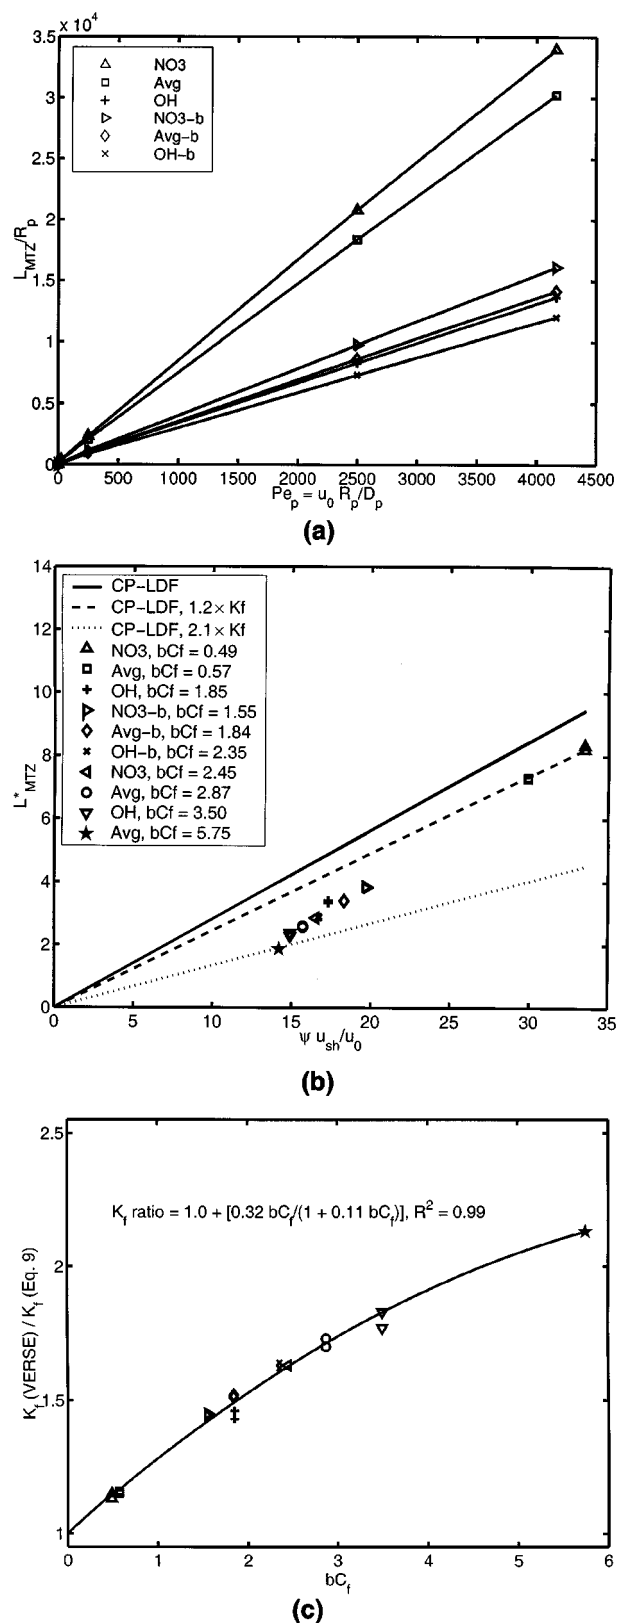 3.5 x 10^4
3
2.5
2
1.5
1
0.5
0
L_MTZ/R_p
NO3
Avg
OH
NO3-b
Avg-b
OH-b
0 500 1000 1500 2000 2500 3000 3500 4000 4500
Pe_p = u_0 R_p/D_p
(a)
14
12
10
8
6
4
2
0
L*_MTZ
CP-LDF
CP-LDF, 1.2× Kf
CP-LDF, 2.1× Kf
NO3, bCf = 0.49
Avg, bCf = 0.57
OH, bCf = 1.85
NO3-b, bCf = 1.55
Avg-b, bCf = 1.84
OH-b, bCf = 2.35
NO3, bCf = 2.45
Avg, bCf = 2.87
OH, bCf = 3.50
Avg, bCf = 5.75
0 5 10 15 20 25 30 35
ψ u_sh/u_0
(b)
2.5
2
1.5
1
K_f (VERSE) / K_f (Eq. 9)
K_f ratio = 1.0 + [0.32 bC_f/(1 + 0.11 bC_f)], R^2 = 0.99
0 1 2 3 4 5 6
bC_f
(c)